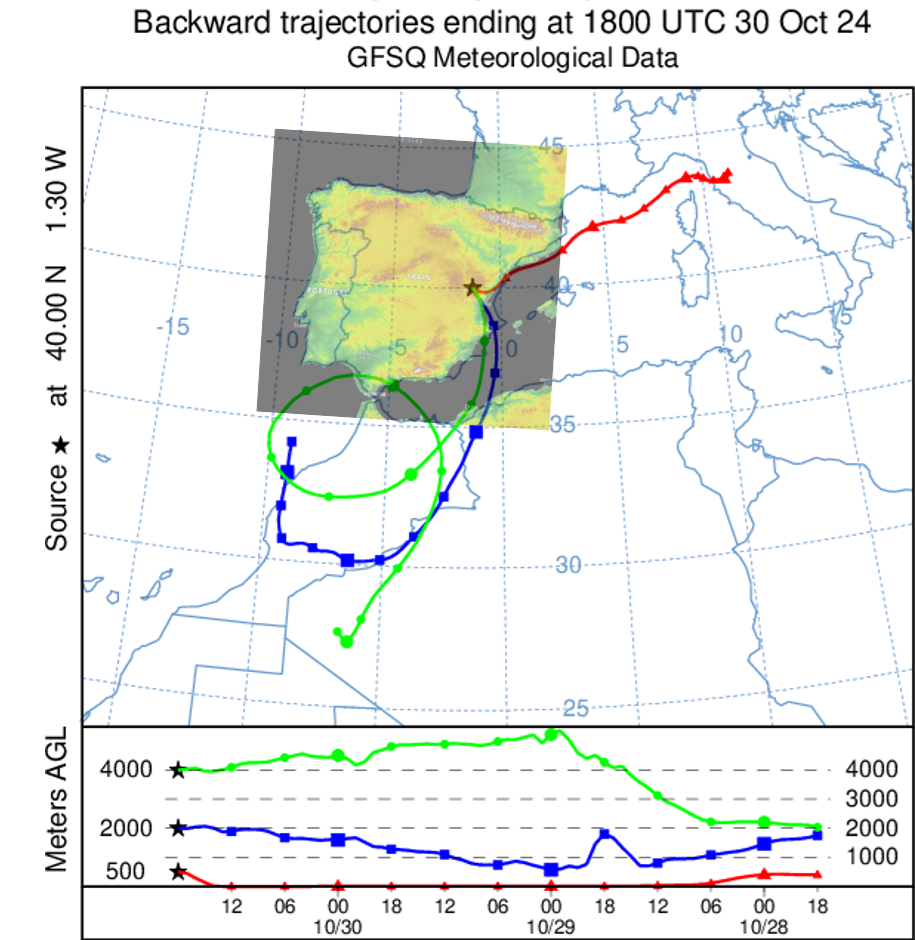 Backward trajectories ending at 1800 UTC 30 Oct 24
GFSQ Meteorological Data
Source ★ at 40.00 N 1.30 W
45
40
35
30
25
-15
-10
-5
0
5
10
15
PORTUGAL
SPAIN
Meters AGL
4000
2000
500
4000
3000
2000
1000
12 06 00 18 12 06 00 18 12 06 00 18
10/30 10/29 10/28